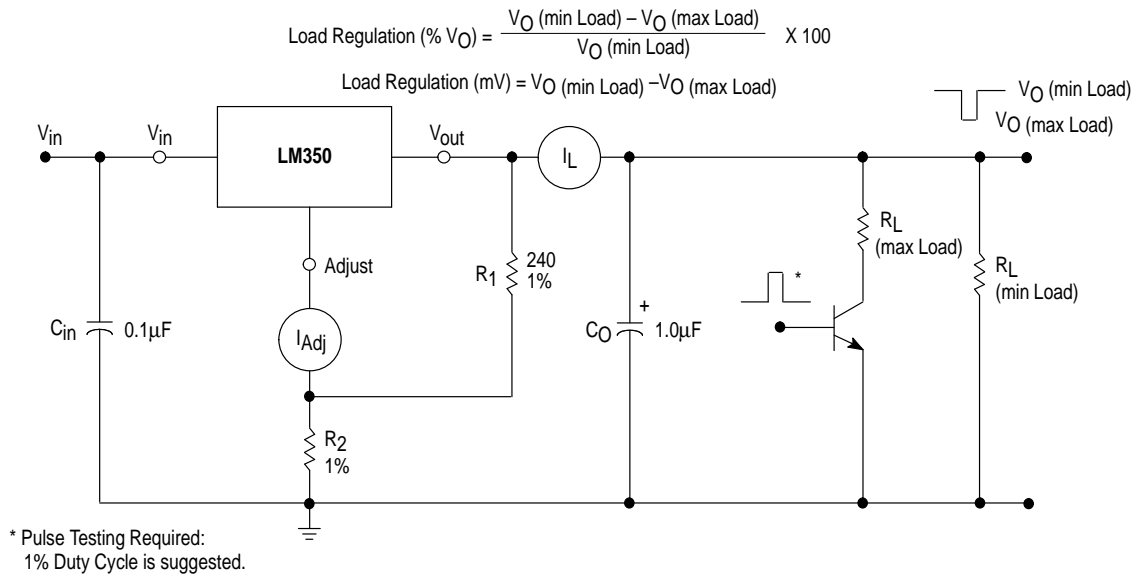 Load Regulation (% VO) = VO (min Load) – VO (max Load)
VO (min Load)
X 100
Load Regulation (mV) = VO (min Load) –VO (max Load)
VO (min Load)
VO (max Load)
Vin
Vin
LM350
Vout
IL
RL
(max Load)
Adjust
R1
240
1%
RL
(min Load)
*
Cin
0.1µF
IAdj
+
CO
1.0µF
R2
1%
* Pulse Testing Required:
1% Duty Cycle is suggested.